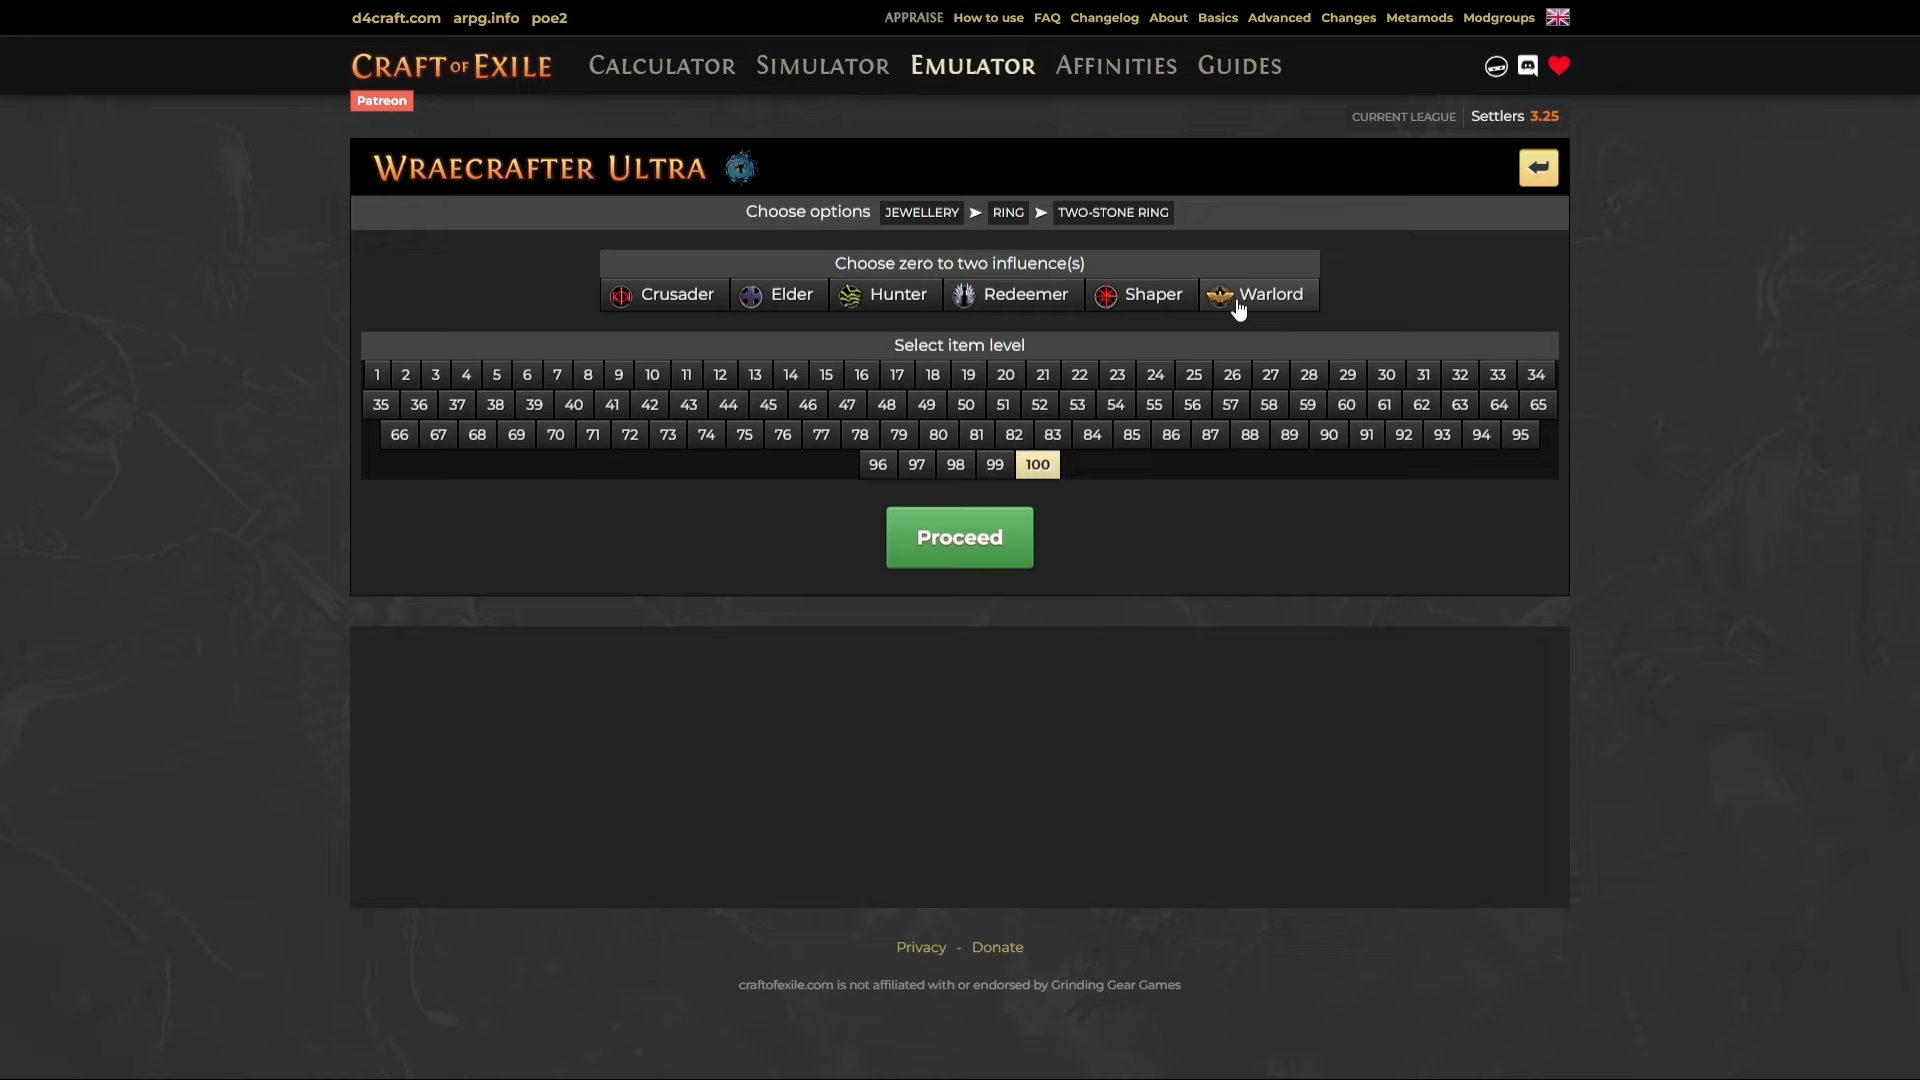 d4craft.com arpg.info poe2
APPRAISE How to use FAQ Changelog About Basics Advanced Changes Metamods Modgroups
CRAFT OF EXILE
CALCULATOR SIMULATOR EMULATOR AFFINITIES GUIDES
Patreon
CURRENT LEAGUE Settlers 3.25
WRAECRAFTER ULTRA
Choose options JEWELLERY RING TWO-STONE RING
Choose zero to two influence(s)
Crusader Elder Hunter Redeemer Shaper Warlord
Select item level
1 2 3 4 5 6 7 8 9 10 11 12 13 14 15 16 17 18 19 20 21 22 23 24 25 26 27 28 29 30 31 32 33 34
35 36 37 38 39 40 41 42 43 44 45 46 47 48 49 50 51 52 53 54 55 56 57 58 59 60 61 62 63 64 65
66 67 68 69 70 71 72 73 74 75 76 77 78 79 80 81 82 83 84 85 86 87 88 89 90 91 92 93 94 95
96 97 98 99 100
Proceed
Privacy - Donate
craftofexile.com is not affiliated with or endorsed by Grinding Gear Games